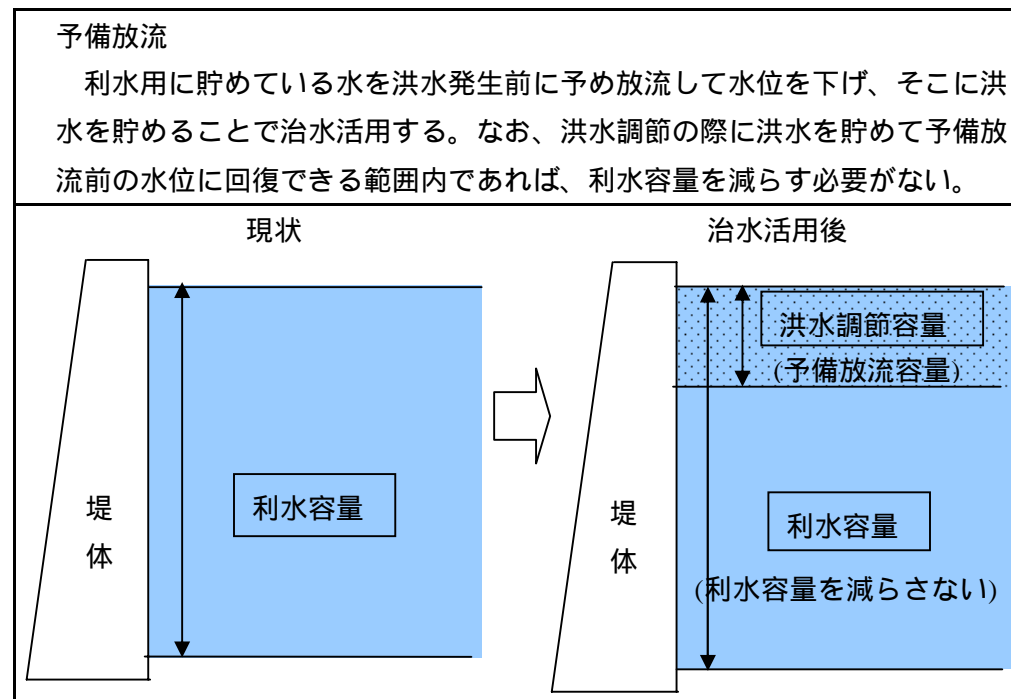 予備放流
利水用に貯めている水を洪水発生前に予め放流して水位を下げ、そこに洪
水を貯めることで治水活用する。なお、洪水調節の際に洪水を貯めて予備放
流前の水位に回復できる範囲内であれば、利水容量を減らす必要がない。
現状
治水活用後
洪水調節容量
(予備放流容量)
利水容量
堤
体
利水容量
(利水容量を減らさない)
堤
体